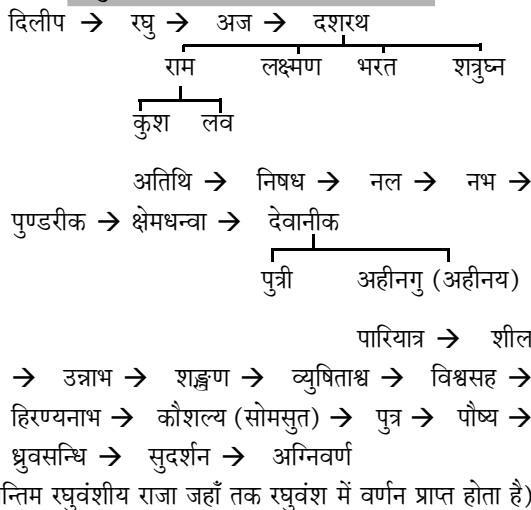 दिलीप → रघु → अज → दशरथ
राम लक्ष्मण भरत शत्रुघ्न
कुश लव
अतिथि → निषध → नल → नभ →
पुण्डरीक → क्षेमधन्वा → देवानीक
पुत्री अहीनगु (अहीनय)
पारियात्र → शील
→ उन्नाभ → शङ्खण → व्युषिताश्व → विश्वसह →
हिरण्यनाभ → कौशल्य (सोमसुत) → पुत्र → पौष्य →
ध्रुवसन्धि → सुदर्शन → अग्निवर्ण
न्तिम रघुवंशीय राजा जहाँ तक रघुवंश में वर्णन प्राप्त होता है)